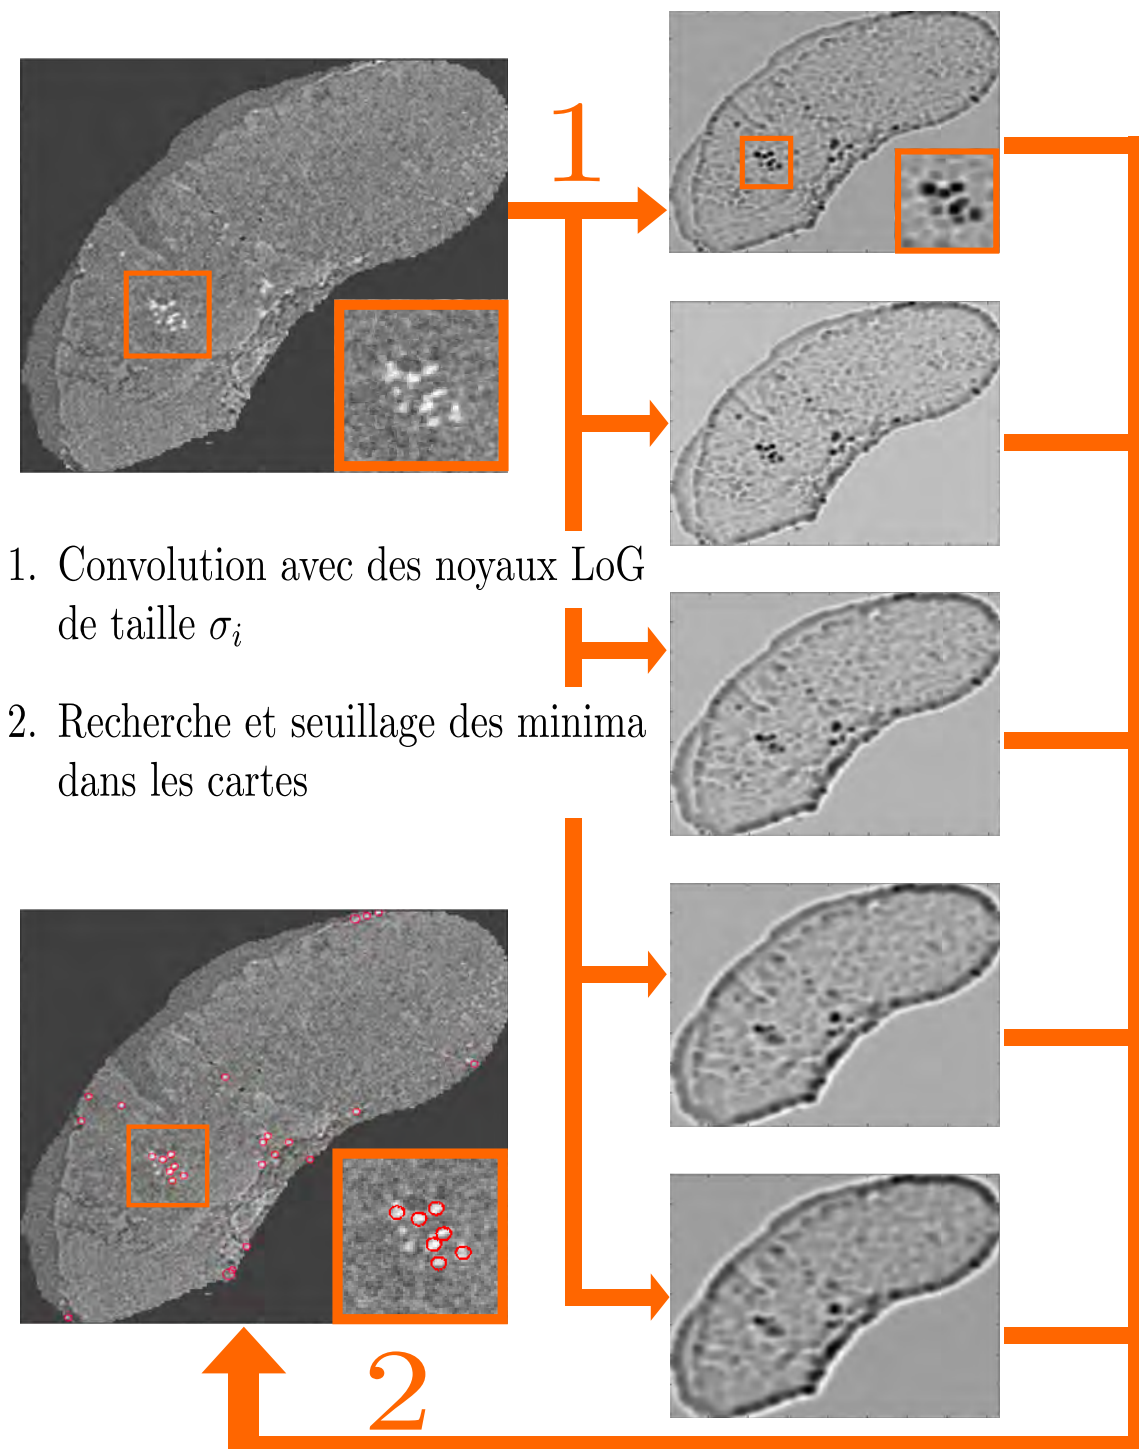 1
1. Convolution avec des noyaux LoG
de taille σ_i
2. Recherche et seuillage des minima
dans les cartes
2